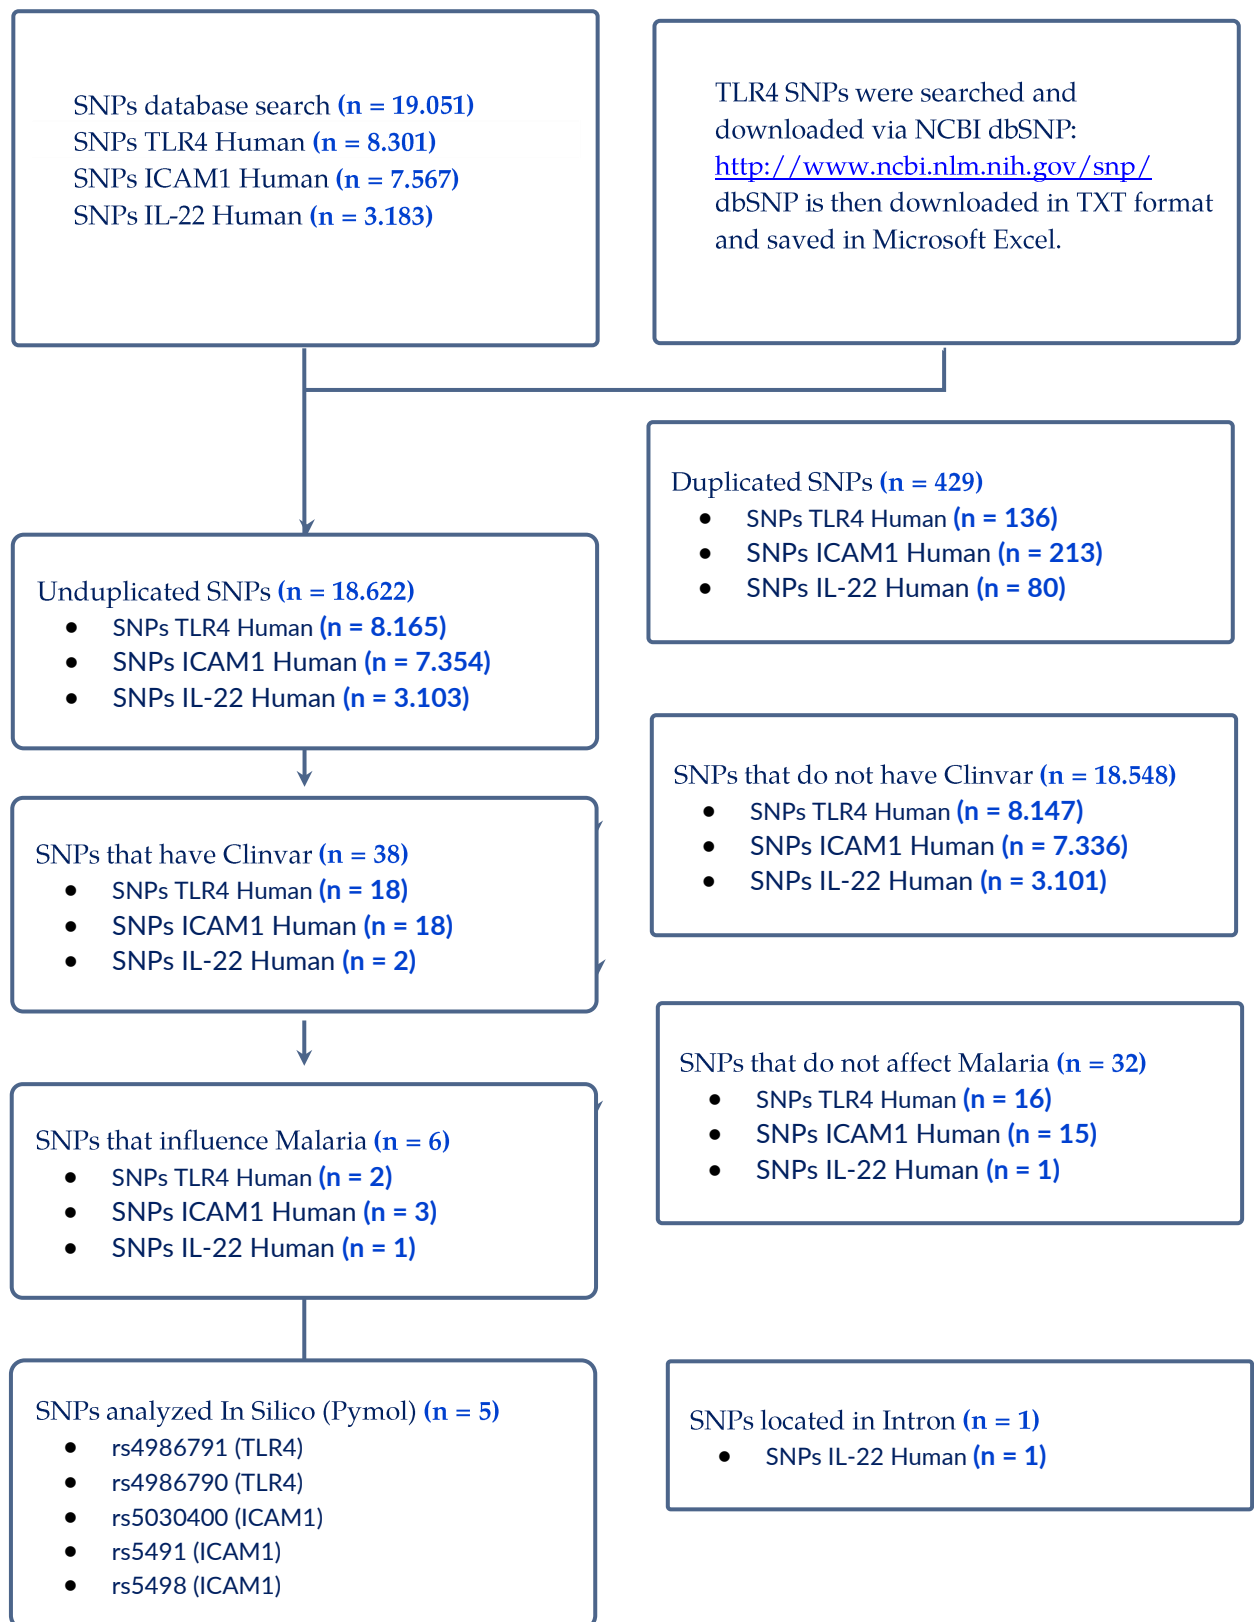 SNPs database search (n = 19.051)
SNPs TLR4 Human (n = 8.301)
SNPs ICAM1 Human (n = 7.567)
SNPs IL-22 Human (n = 3.183)
TLR4 SNPs were searched and
downloaded via NCBI dbSNP:
http://www.ncbi.nlm.nih.gov/snp/
dbSNP is then downloaded in TXT format
and saved in Microsoft Excel.
Duplicated SNPs (n = 429)
● SNPs TLR4 Human (n = 136)
● SNPs ICAM1 Human (n = 213)
● SNPs IL-22 Human (n = 80)
Unduplicated SNPs (n = 18.622)
● SNPs TLR4 Human (n = 8.165)
● SNPs ICAM1 Human (n = 7.354)
● SNPs IL-22 Human (n = 3.103)
SNPs that do not have Clinvar (n = 18.548)
● SNPs TLR4 Human (n = 8.147)
● SNPs ICAM1 Human (n = 7.336)
● SNPs IL-22 Human (n = 3.101)
SNPs that have Clinvar (n = 38)
● SNPs TLR4 Human (n = 18)
● SNPs ICAM1 Human (n = 18)
● SNPs IL-22 Human (n = 2)
SNPs that do not affect Malaria (n = 32)
● SNPs TLR4 Human (n = 16)
● SNPs ICAM1 Human (n = 15)
● SNPs IL-22 Human (n = 1)
SNPs that influence Malaria (n = 6)
● SNPs TLR4 Human (n = 2)
● SNPs ICAM1 Human (n = 3)
● SNPs IL-22 Human (n = 1)
SNPs analyzed In Silico (Pymol) (n = 5)
● rs4986791 (TLR4)
● rs4986790 (TLR4)
● rs5030400 (ICAM1)
● rs5491 (ICAM1)
● rs5498 (ICAM1)
SNPs located in Intron (n = 1)
● SNPs IL-22 Human (n = 1)